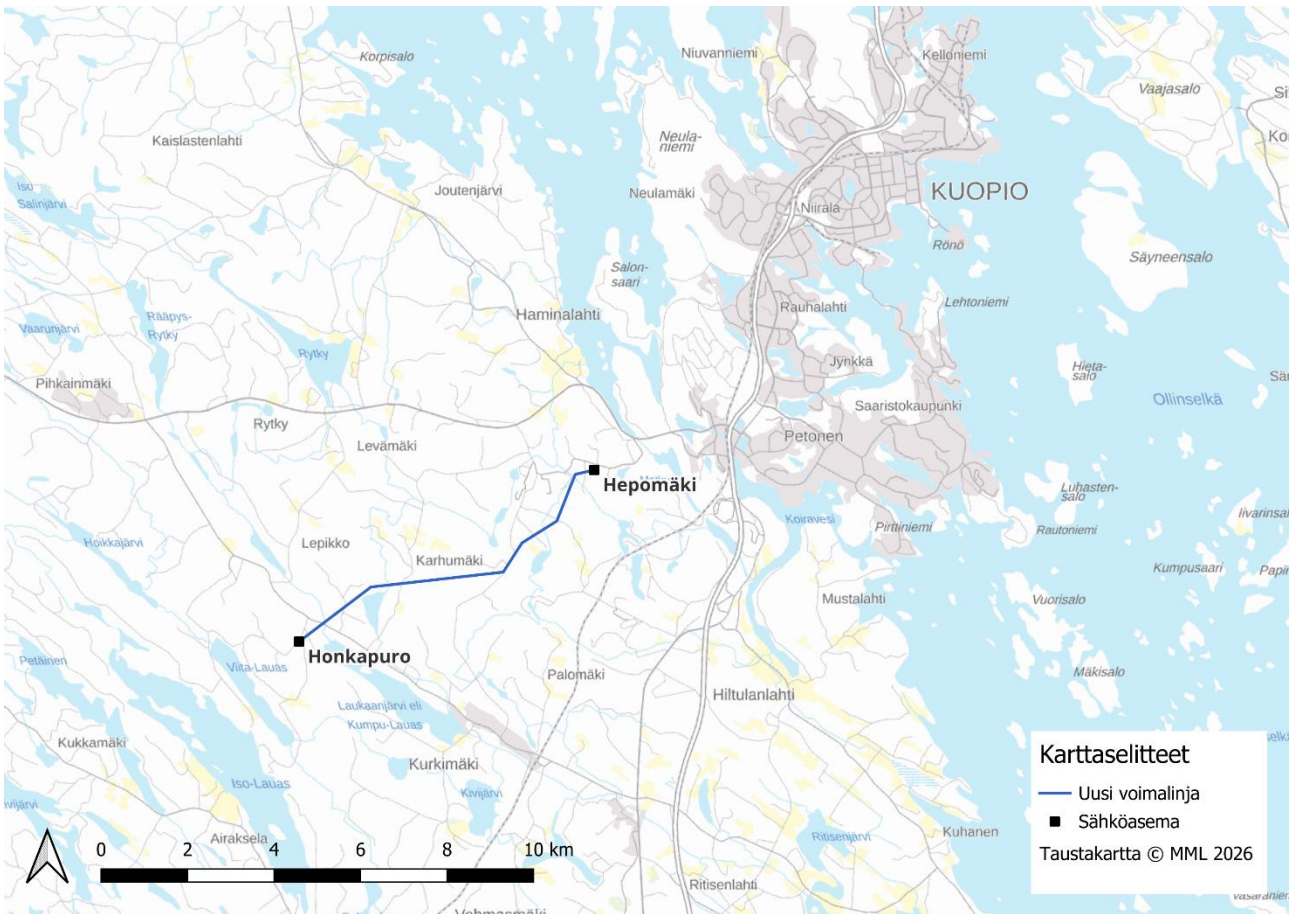 Korpisalo
Niuvanniemi
Kelloniemi
Vaajasalo
Kaislastenlahti
Neula-
niemi
Iso
Salinjärvi
Joutenjärvi
Neulamäki
Niirala
KUOPIO
Rönö
Säyneensalo
Salon-
saari
Lehtoniemi
Haminalahti
Rauhalahti
Rääpys-
Rytky
Vaarunjärvi
Rytky
Jynkkä
Hieta-
salo
Pihkainmäki
Ollinselkä
Saaristokaupunki
Rytky
Levämäki
Petonen
Hepomäki
Luhasten-
salo
Koiravesi
Pirttiniemi
Rautoniemi
Iivarinsal
Hoikkajärvi
Lepikko
Karhumäki
Kumpusaari
Papin
Mustalahti
Vuorisalo
Honkapuro
Petäinen
Viita-Lauas
Palomäki
Mäkisalo
Hiltulanlahti
Laukaanjärvi eli
Kumpu-Lauas
Kukkamäki
Kurkimäki
Iso-Lauas
Kivijärvi
Airaksela
Ritisenjärvi
Kuhanen
Ritisenlahti
Vehmasmäki
Karttaselitteet
Uusi voimalinja
Sähköasema
Taustakartta © MML 2026
0 2 4 6 8 10 km